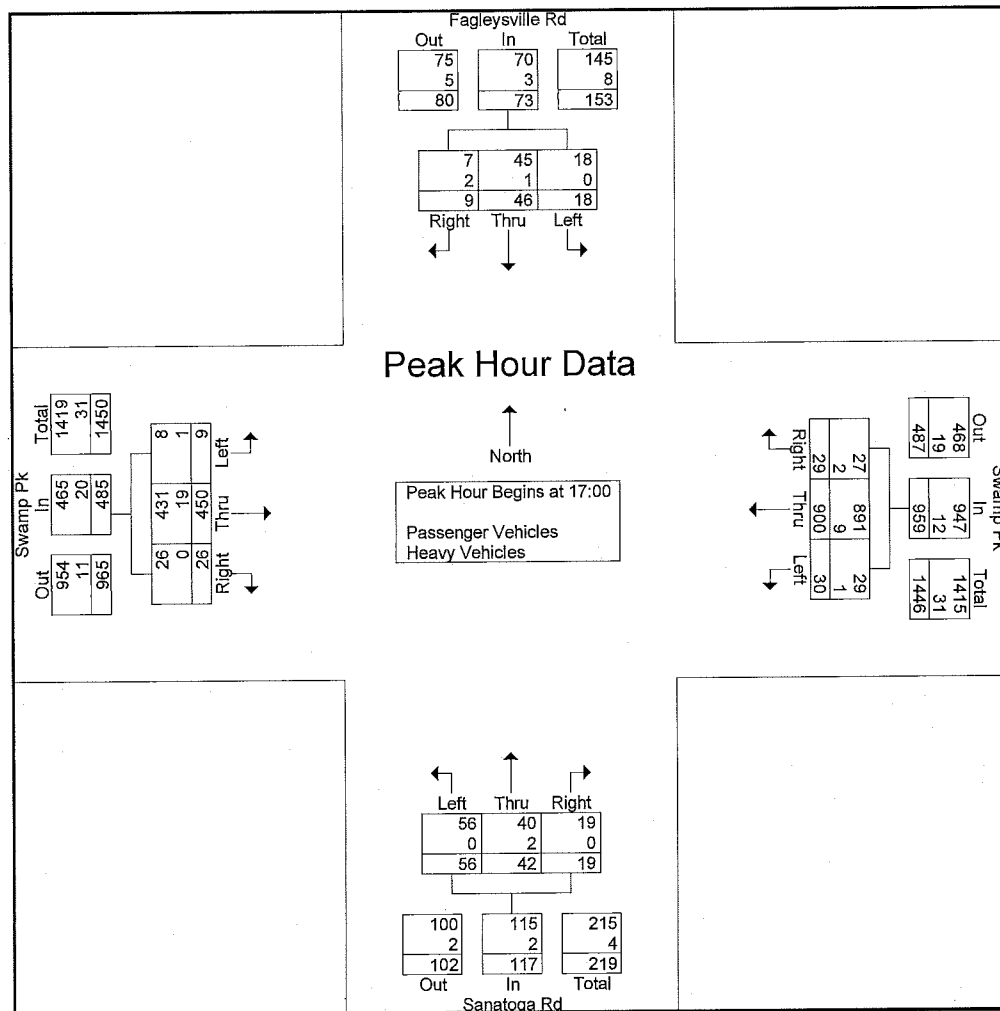 Fagleysville Rd
Out In Total
75 70 145
5 3 8
80 73 153
7 45 18
2 1 0
9 46 18
Right Thru Left
Peak Hour Data
North
Peak Hour Begins at 17:00
Passenger Vehicles
Heavy Vehicles
Swamp Pk
Out In Total
954 465 1419
11 20 31
965 485 1450
8 431 26
1 19 0
9 450 26
Left Thru Right
Swamp Pk
Out In Total
468 947 1415
19 12 31
487 959 1446
27 891 29
2 9 1
29 900 30
Right Thru Left
Left Thru Right
56 40 19
0 2 0
56 42 19
100 115 215
2 2 4
102 117 219
Out In Total
Sanatoga Rd